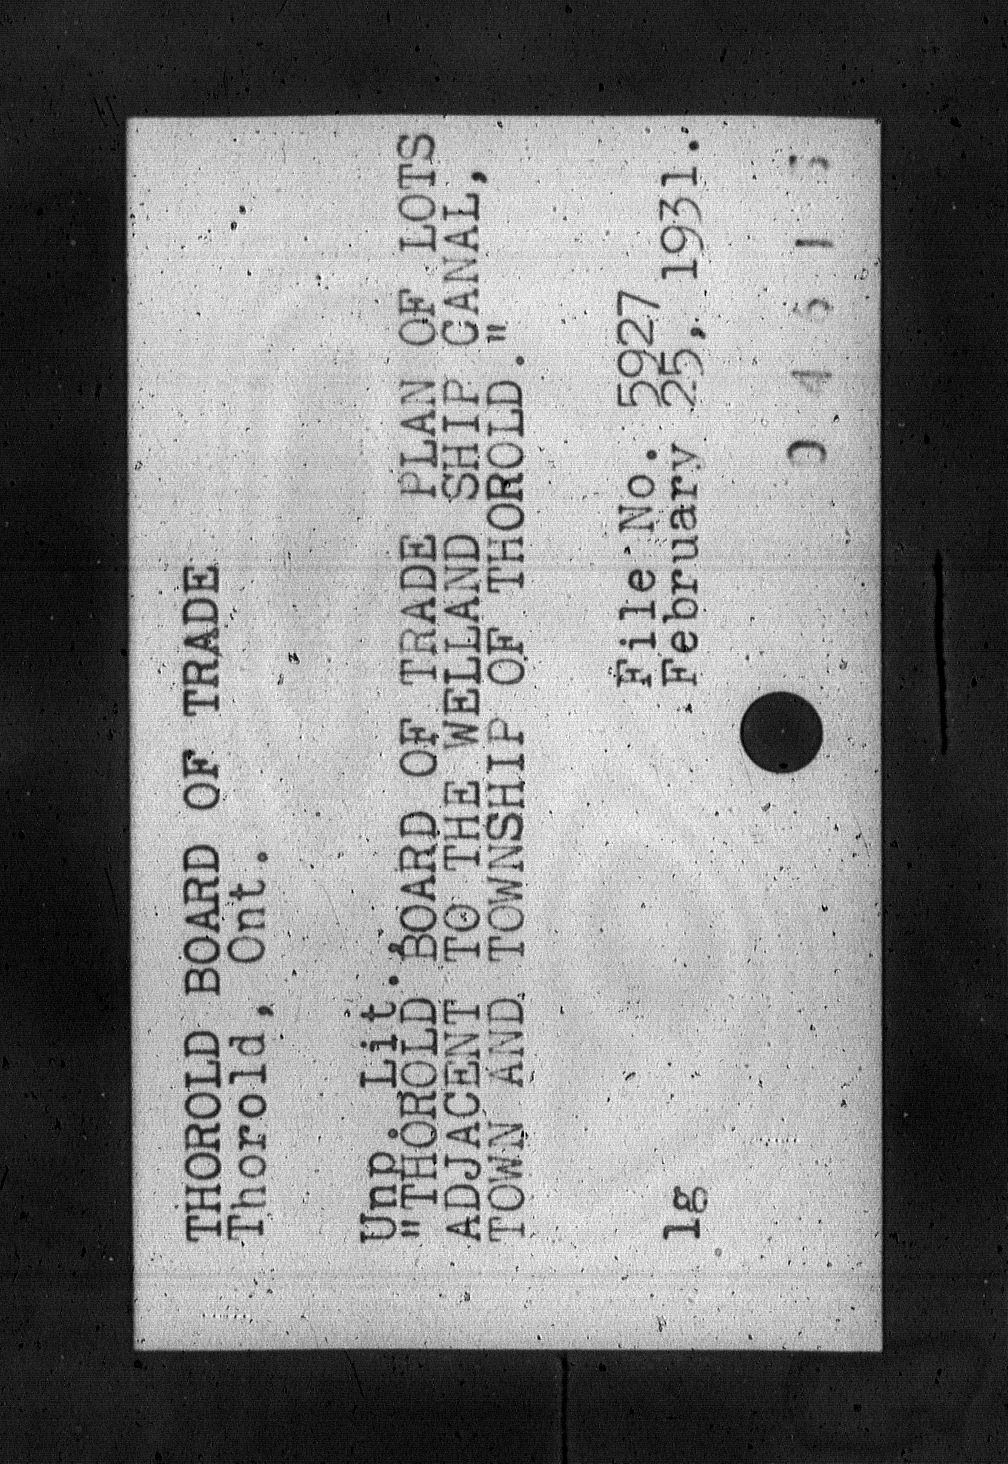 THOROLD BOARD OF TRADE
Thorold, Ont.
Unp. Lit.,
"THOROLD BOARD OF TRADE PLAN OF LOTS
ADJACENT TO THE WELLAND SHIP CANAL,
TOWN AND TOWNSHIP OF THOROLD."
File No. 5927
lg February 25, 1931.